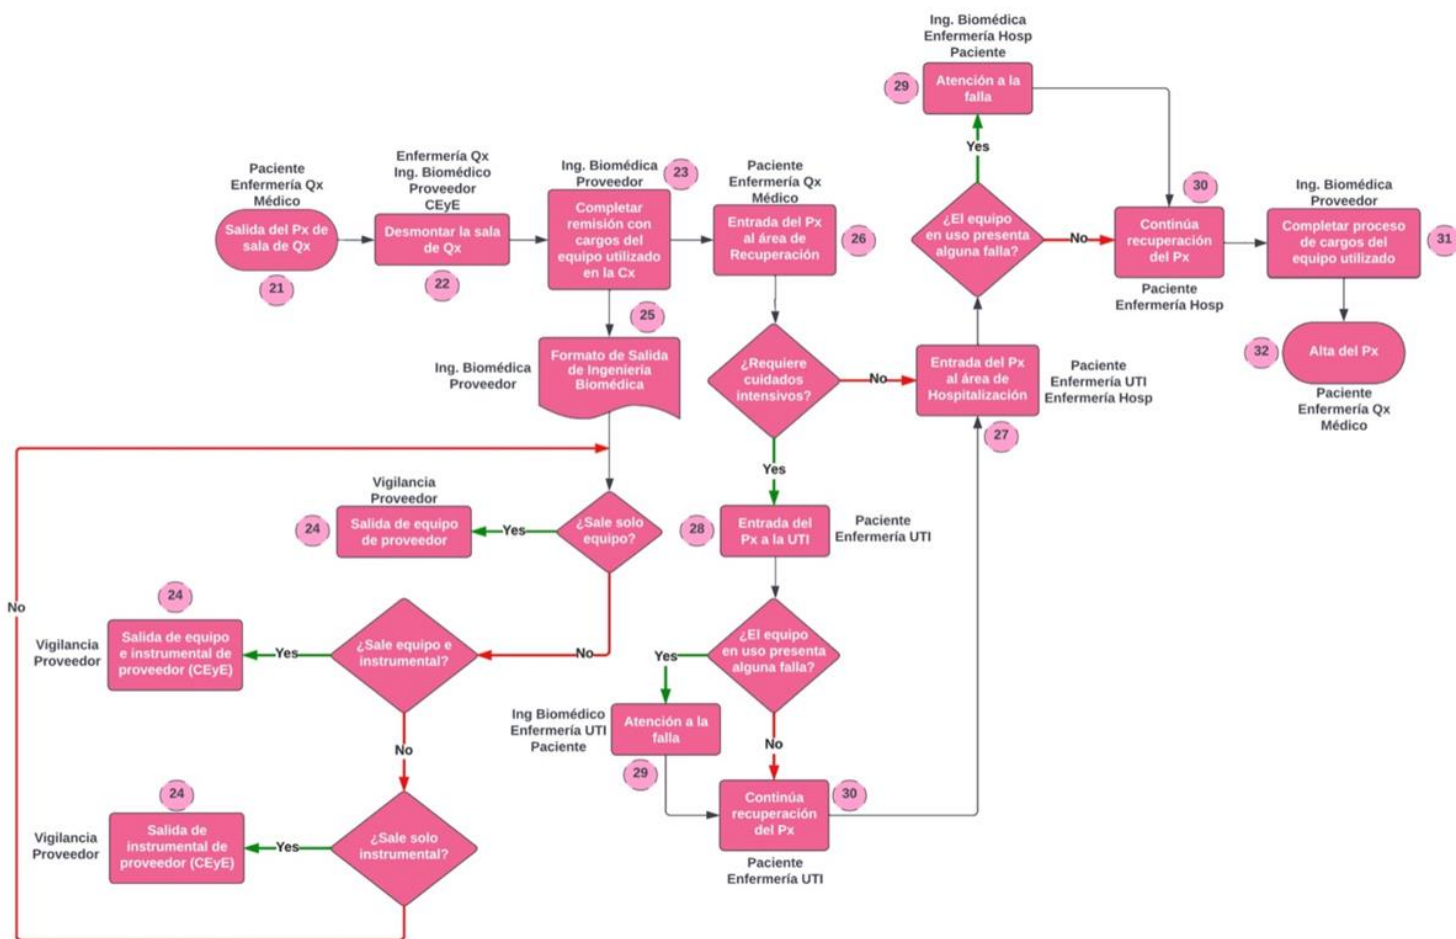 Paciente
Enfermería Qx
Médico
Salida del Px de
sala de Qx
21
Enfermería Qx
Ing. Biomédico
Proveedor
CEyE
Desmontar la sala
de Qx
22
Ing. Biomédica
Proveedor
23
Completar
remisión con
cargos del
equipo utilizado
en la Cx
Paciente
Enfermería Qx
Médico
Entrada del Px
al área de
Recuperación
26
Ing. Biomédica
Enfermería Hosp
Paciente
29
Atención a la
falla
Yes
¿El equipo
en uso presenta
alguna falla?
No
30
Continúa
recuperación
del Px
Paciente
Enfermería Hosp
Ing. Biomédica
Proveedor
Completar proceso
de cargos del
equipo utilizado
31
32
Alta del Px
Paciente
Enfermería Qx
Médico
25
Ing. Biomédica
Proveedor
Formato de Salida
de Ingeniería
Biomédica
¿Requiere
cuidados
intensivos?
No
Entrada del Px
al área de
Hospitalización
Paciente
Enfermería UTI
Enfermería Hosp
27
Yes
Vigilancia
Proveedor
24
Salida de equipo
de proveedor
Yes
¿Sale solo
equipo?
28
Entrada del
Px a la UTI
Paciente
Enfermería UTI
No
No
24
Vigilancia
Proveedor
Salida de equipo
e instrumental de
proveedor (CEyE)
Yes
¿Sale equipo e
instrumental?
Yes
¿El equipo
en uso presenta
alguna falla?
Ing Biomédico
Enfermería UTI
Paciente
Atención a la
falla
29
No
No
24
Vigilancia
Proveedor
Salida de
instrumental de
proveedor (CEyE)
Yes
¿Sale solo
instrumental?
Continúa
recuperación
del Px
30
Paciente
Enfermería UTI